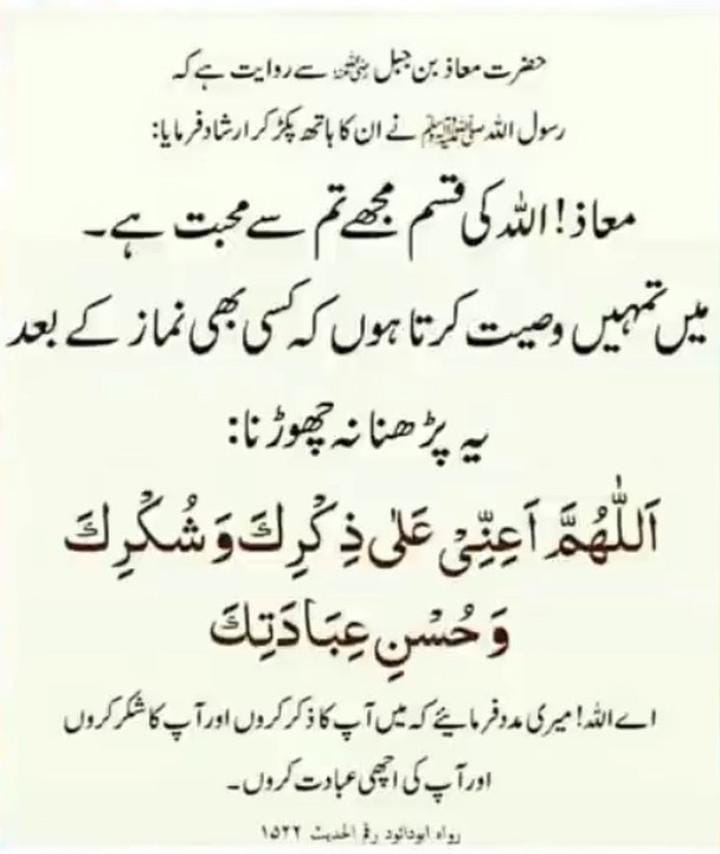 حضرت معاذ بن جبل رضی اللہ عنہ سے روایت ہے کہ
رسول اللہ صلی اللہ علیہ وسلم نے ان کا ہاتھ پکڑ کر ارشاد فرمایا:
معاذ! اللہ کی قسم مجھے تم سے محبت ہے۔
میں تمہیں وصیت کرتا ہوں کہ کسی بھی نماز کے بعد
یہ پڑھنا نہ چھوڑنا:
اَللّٰهُمَّ اَعِنِّیْ عَلٰی ذِكْرِكَ وَشُكْرِكَ
وَحُسْنِ عِبَادَتِكَ
اے اللہ! میری مدد فرمائیے کہ میں آپ کا ذکر کروں اور آپ کا شکر کروں
اور آپ کی اچھی عبادت کروں۔
رواہ ابودائود رقم الحدیث ۱۵۲۲